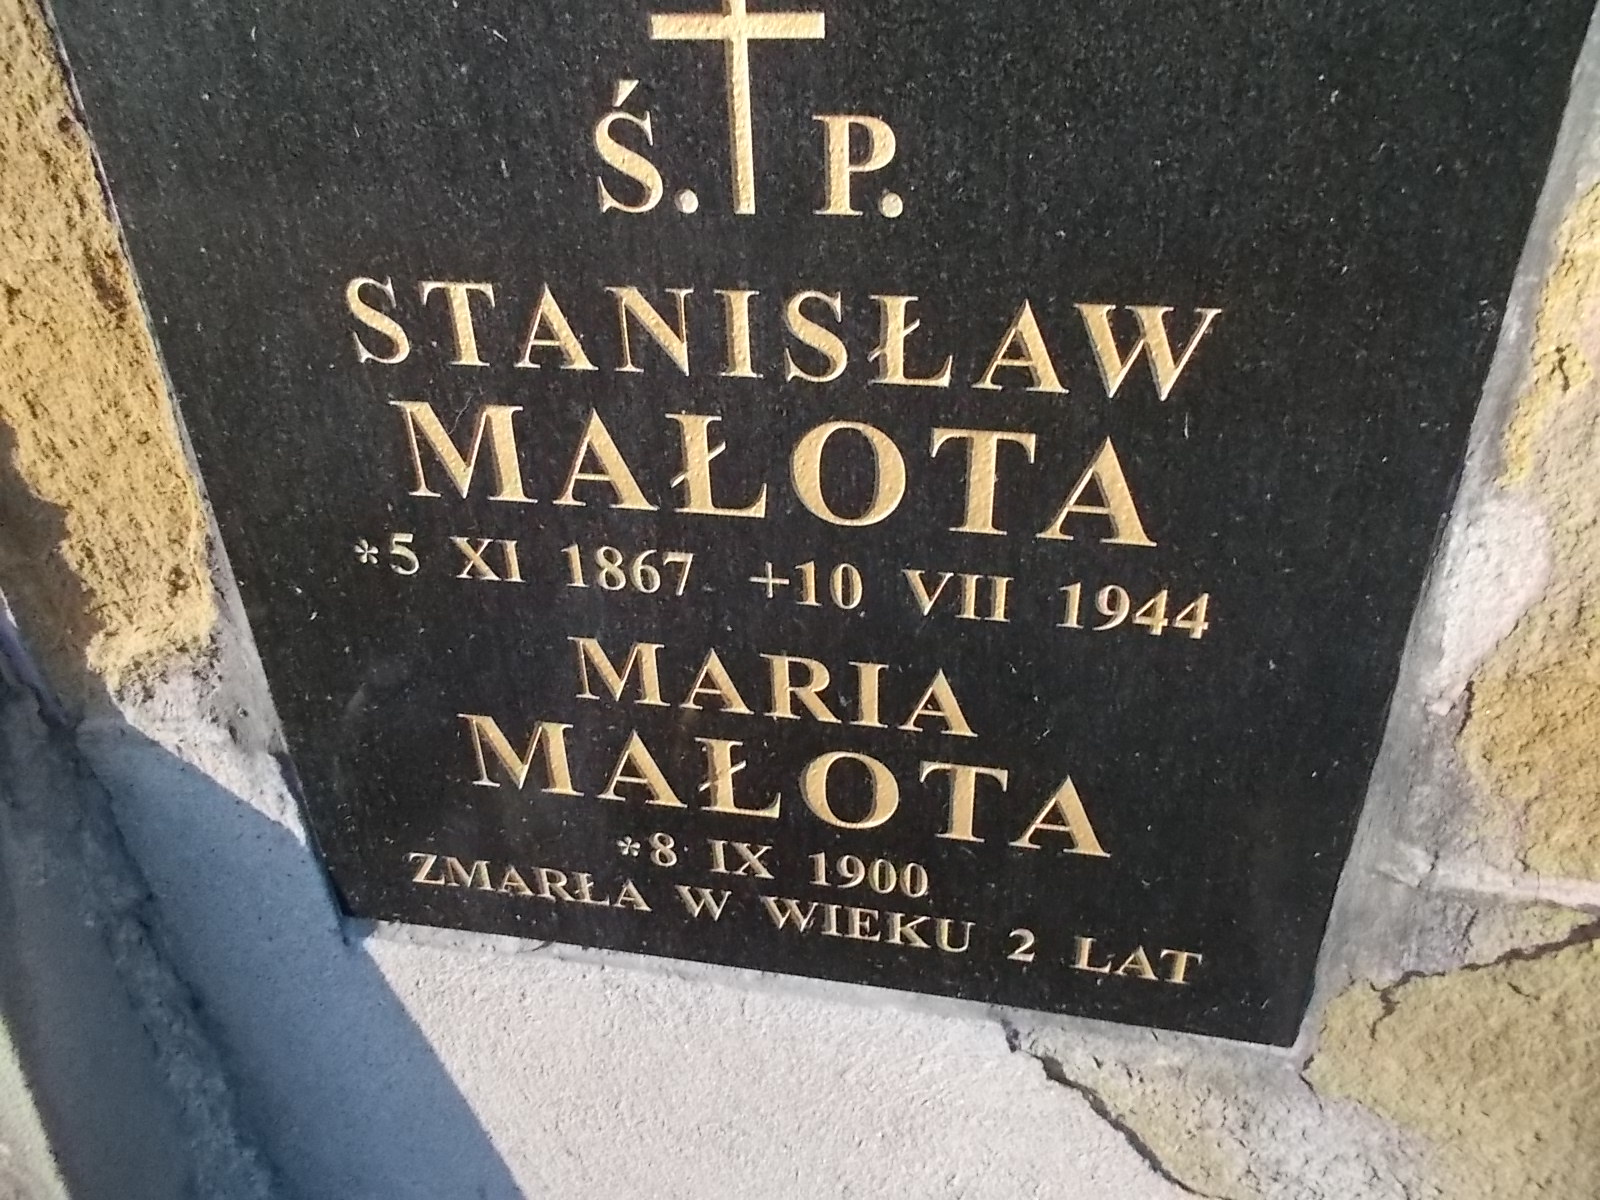 Ś. P.
STANISŁAW
MAŁOTA
*5 XI 1867 +10 VII 1944
MARIA
MAŁOTA
*8 IX 1900
ZMARŁA W WIEKU 2 LAT